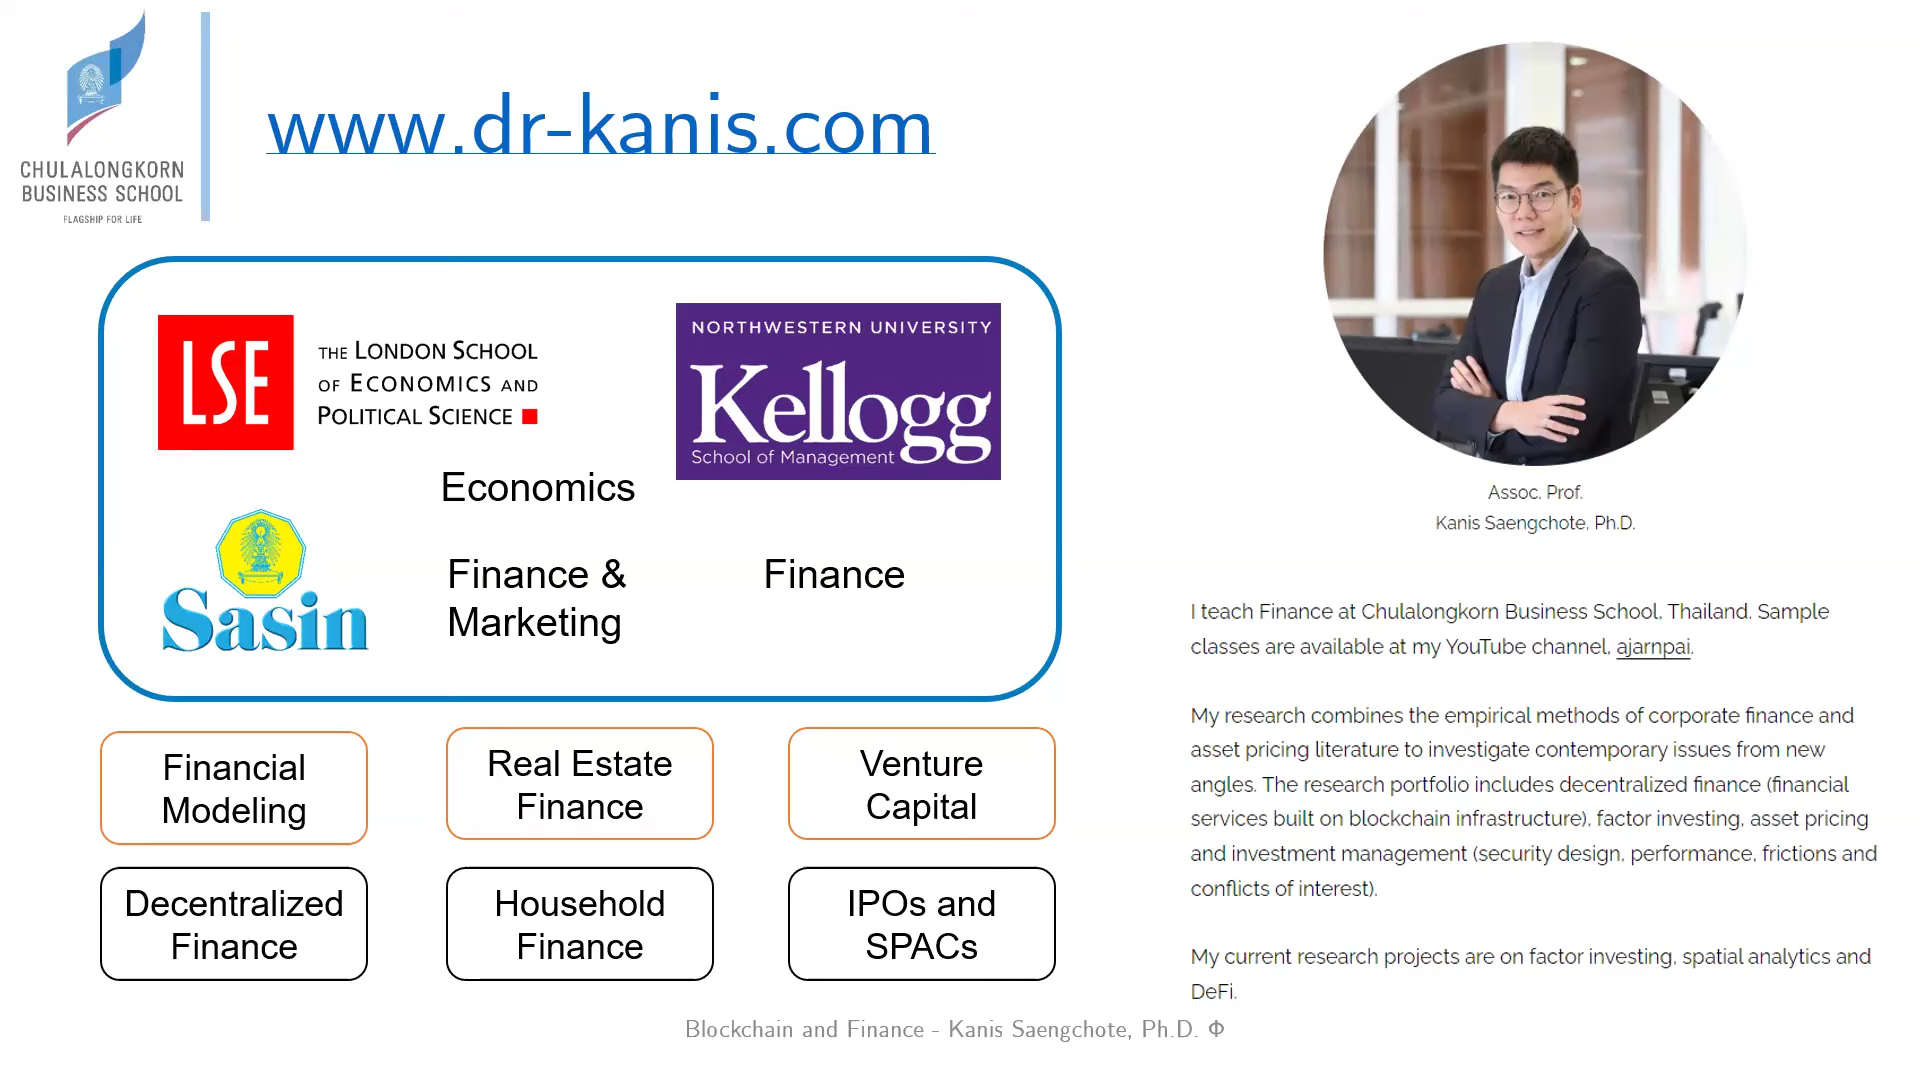 CHULALONGKORN
BUSINESS SCHOOL
FLAGSHIP FOR LIFE
www.dr-kanis.com
LSE
THE LONDON SCHOOL
OF ECONOMICS AND
POLITICAL SCIENCE
NORTHWESTERN UNIVERSITY
Kellogg
School of Management
Economics
Sasin
Finance &
Marketing
Finance
Financial
Modeling
Real Estate
Finance
Venture
Capital
Decentralized
Finance
Household
Finance
IPOs and
SPACs
Assoc. Prof.
Kanis Saengchote, Ph.D.
I teach Finance at Chulalongkorn Business School, Thailand. Sample
classes are available at my YouTube channel, ajarnpai.
My research combines the empirical methods of corporate finance and
asset pricing literature to investigate contemporary issues from new
angles. The research portfolio includes decentralized finance (financial
services built on blockchain infrastructure), factor investing, asset pricing
and investment management (security design, performance, frictions and
conflicts of interest).
My current research projects are on factor investing, spatial analytics and
DeFi.
Blockchain and Finance - Kanis Saengchote, Ph.D. Φ